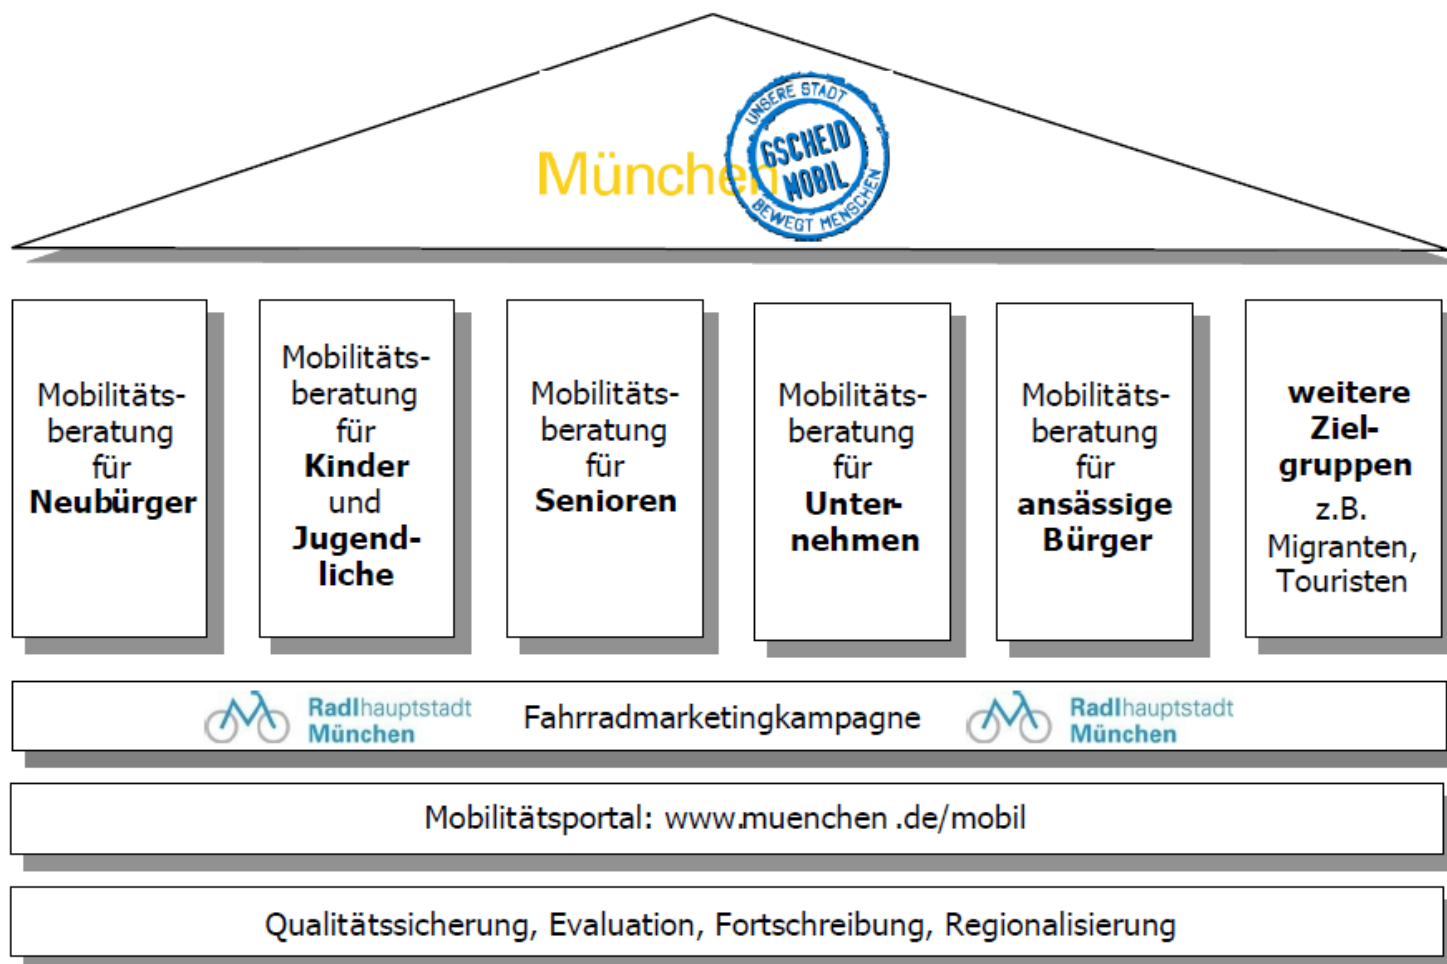 München
UNSERE STADT
GSCHEID
MOBIL
BEWEGT MENSCHEN
Mobilitäts-
beratung
für
Neubürger
Mobilitäts-
beratung
für
Kinder
und
Jugend-
liche
Mobilitäts-
beratung
für
Senioren
Mobilitäts-
beratung
für
Unter-
nehmen
Mobilitäts-
beratung
für
ansässige
Bürger
weitere
Ziel-
gruppen
z.B.
Migranten,
Touristen
Radlhauptstadt
München
Fahrradmarketingkampagne
Radlhauptstadt
München
Mobilitätsportal: www.muenchen .de/mobil
Qualitätssicherung, Evaluation, Fortschreibung, Regionalisierung